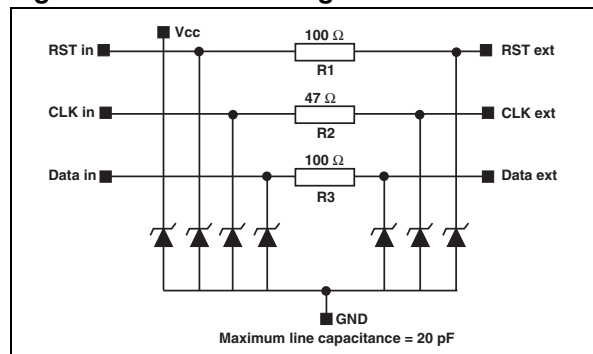 Vcc
100 Ω
RST in
RST ext
R1
47 Ω
CLK in
CLK ext
R2
100 Ω
Data in
Data ext
R3
GND
Maximum line capacitance = 20 pF